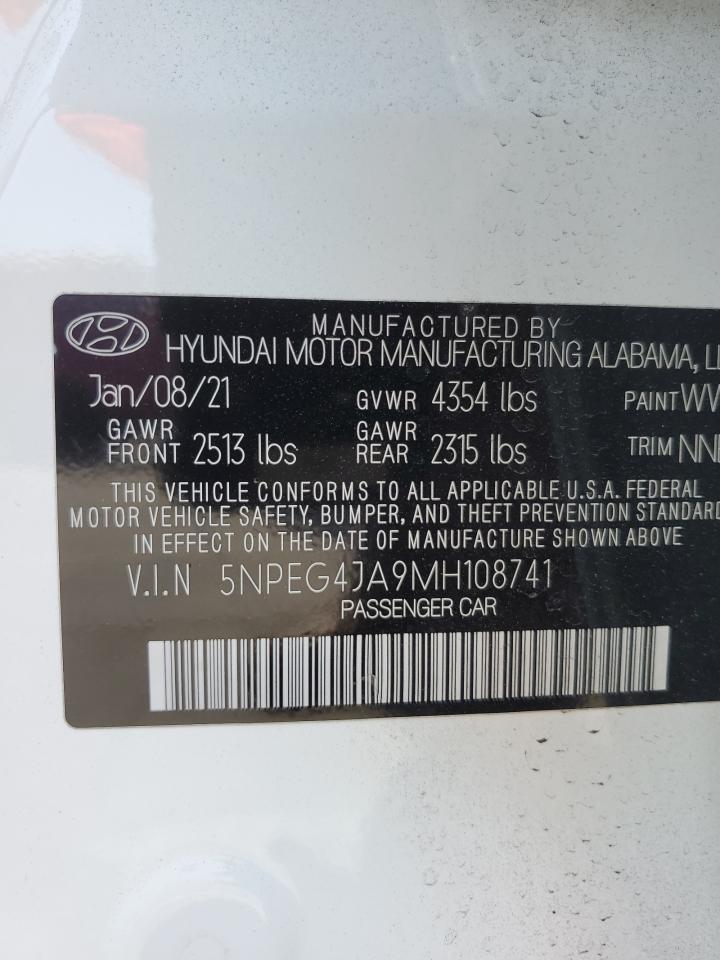 MANUFACTURED BY
HYUNDAI MOTOR MANUFACTURING ALABAMA,
Jan/08/21 GVWR 4354 lbs PAINT
GAWR FRONT 2513 lbs GAWR REAR 2315 lbs TRIM
THIS VEHICLE CONFORMS TO ALL APPLICABLE U.S.A. FEDERAL
MOTOR VEHICLE SAFETY, BUMPER, AND THEFT PREVENTION STANDARD
IN EFFECT ON THE DATE OF MANUFACTURE SHOWN ABOVE
V.I.N 5NPEG4JA9MH108741
PASSENGER CAR